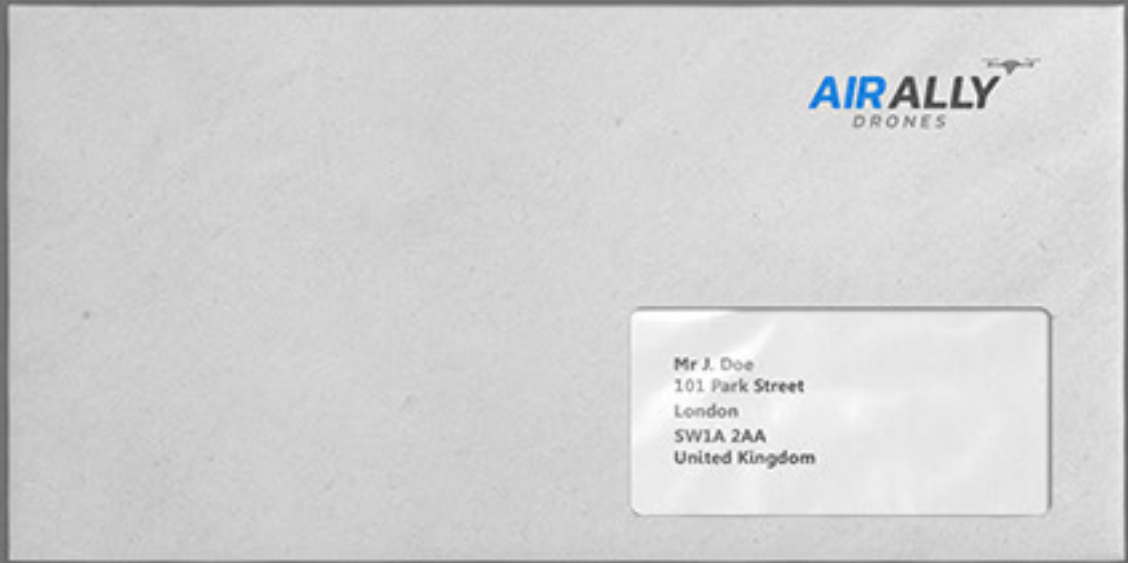 AIRALLY
DRONES
Mr J. Doe
101 Park Street
London
SW1A 2AA
United Kingdom